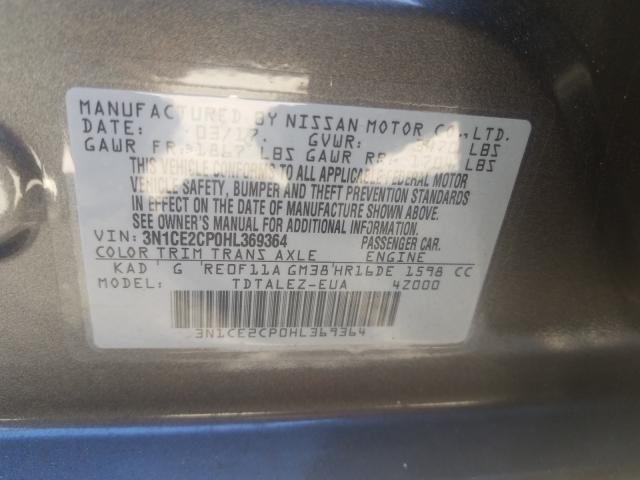 MANUFACTURED BY NISSAN MOTOR CO., LTD.
DATE: 03/17 GVWR: LBS
GAWR FR: 1867 LBS GAWR RR: LBS
THIS VEHICLE CONFORMS TO ALL APPLICABLE FEDERAL MOTOR
VEHICLE SAFETY, BUMPER AND THEFT PREVENTION STANDARDS
IN EFFECT ON THE DATE OF MANUFACTURE SHOWN ABOVE.
SEE OWNER'S MANUAL FOR ADDITIONAL INFORMATION.
VIN: 3N1CE2CP0HL369364 PASSENGER CAR.
COLOR TRIM TRANS AXLE ENGINE
KAD G RE0F11A GM38 HR16DE 1598 CC
MODEL: TDTALEZ-EUA 4Z000
3N1CE2CP0HL369364